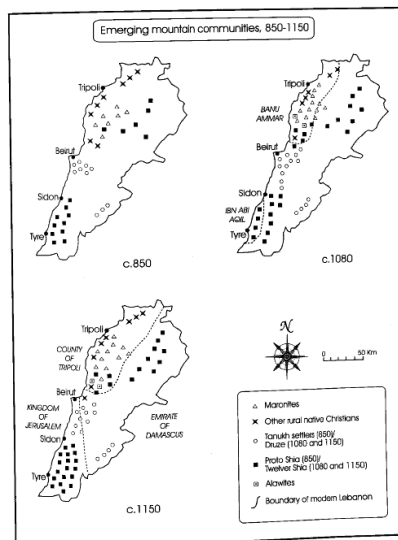 Emerging mountain communities, 850-1150
Tripoli
Beirut
Sidon
Tyre
c.850
Tripoli
BANU
AMMAR
Beirut
Sidon
IBN ABI
AQIL
Tyre
c.1080
COUNTY
OF
TRIPOLI
Tripoli
Beirut
KINGDOM
OF
JERUSALEM
Sidon
EMIRATE
OF
DAMASCUS
Tyre
c.1150
N
0 50 Km
Maronites
Other rural native Christians
Tanukh settlers (850)/
Druze (1080 and 1150)
Proto Shia (850)/
Twelver Shia (1080 and 1150)
Alawites
Boundary of modern Lebanon